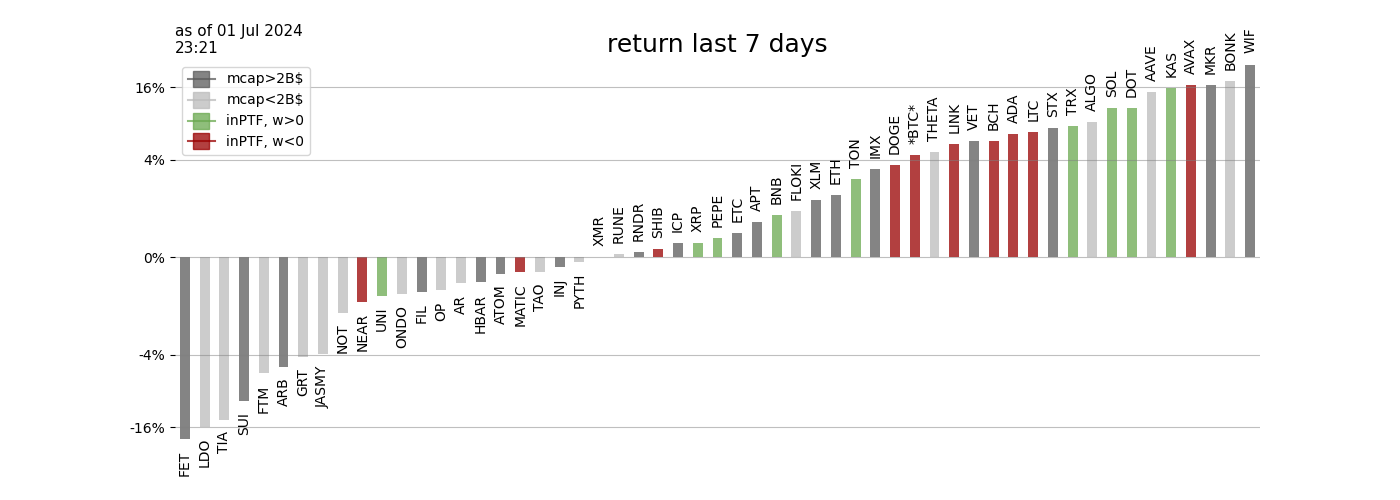 as of 01 Jul 2024
23:21
return last 7 days
mcap>2B$
mcap<2B$
inPTF, w>0
inPTF, w<0
16%
4%
0%
-4%
-16%
FET
LDO
TIA
SUI
FTM
ARB
GRT
JASMY
NOT
NEAR
UNI
ONDO
FIL
OP
AR
HBAR
ATOM
MATIC
TAO
INJ
PYTH
XMR
RUNE
RNDR
SHIB
ICP
XRP
PEPE
ETC
APT
BNB
FLOKI
XLM
ETH
TON
IMX
DOGE
*BTC*
THETA
LINK
VET
BCH
ADA
LTC
STX
TRX
ALGO
SOL
DOT
AAVE
KAS
AVAX
MKR
BONK
WIF